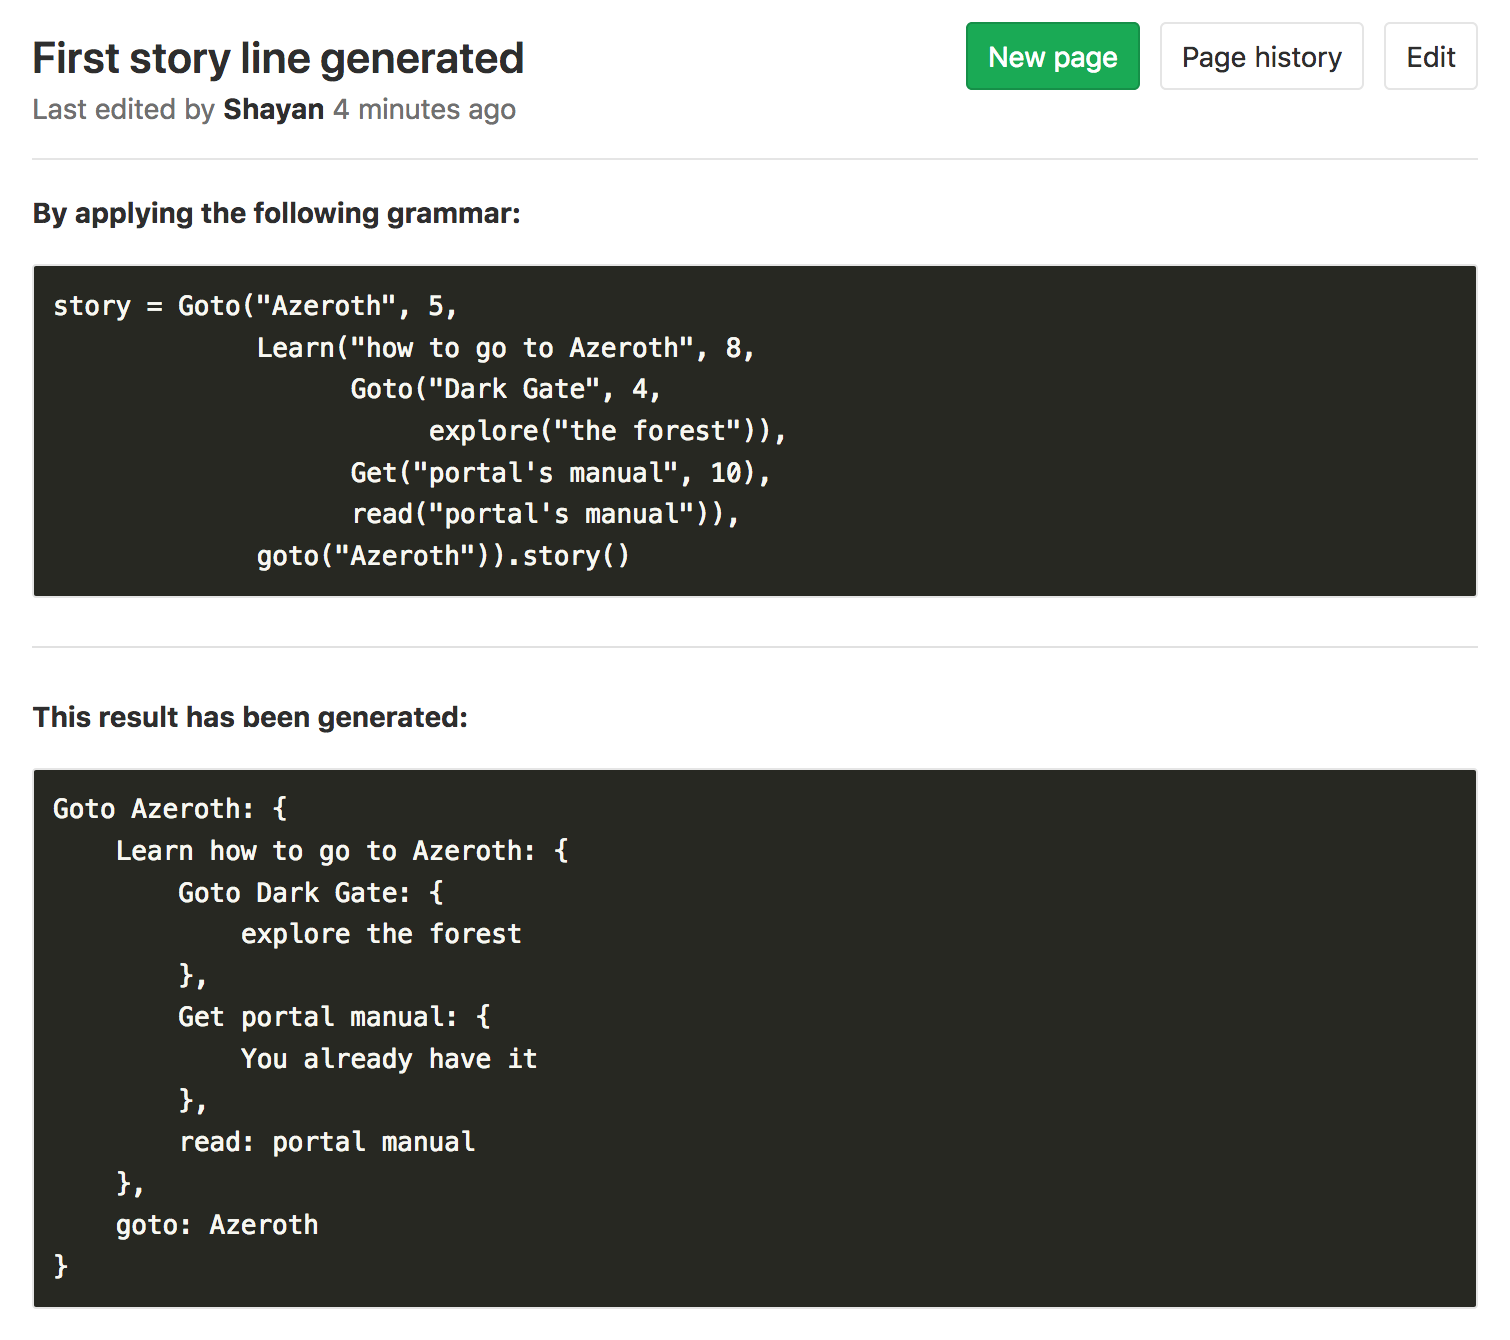 First story line generated
New page
Page history
Edit
Last edited by Shayan 4 minutes ago
By applying the following grammar:
story = Goto("Azeroth", 5,
             Learn("how to go to Azeroth", 8,
                   Goto("Dark Gate", 4,
                        explore("the forest")),
                   Get("portal's manual", 10),
                   read("portal's manual")),
             goto("Azeroth")).story()
This result has been generated:
Goto Azeroth: {
    Learn how to go to Azeroth: {
        Goto Dark Gate: {
            explore the forest
        },
        Get portal manual: {
            You already have it
        },
        read: portal manual
    },
    goto: Azeroth
}